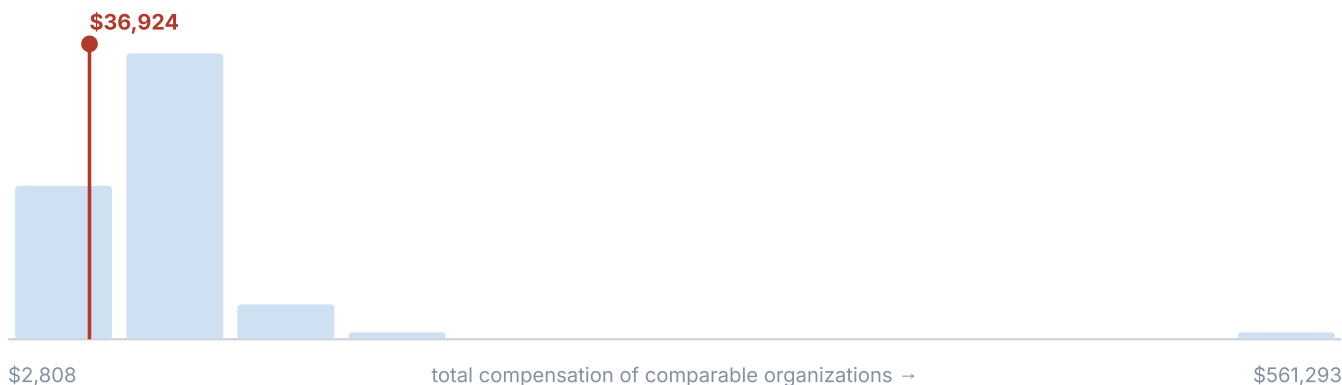 $36,924
$2,808 total compensation of comparable organizations → $561,293